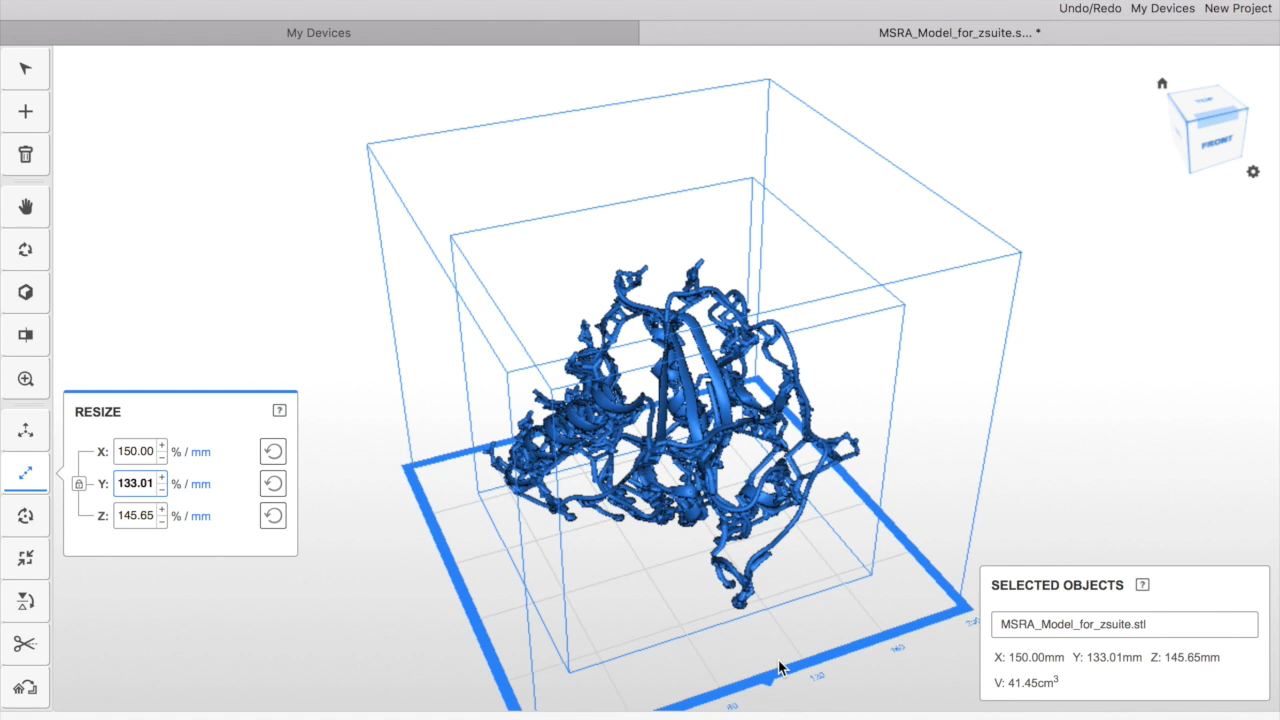 Undo/Redo My Devices New Project
My Devices
MSRA_Model_for_zsuite.s... *
TOP
FRONT
RESIZE ?
X: 150.00 % / mm
Y: 133.01 % / mm
Z: 145.65 % / mm
SELECTED OBJECTS ?
MSRA_Model_for_zsuite.stl
X: 150.00mm Y: 133.01mm Z: 145.65mm
V: 41.45cm³